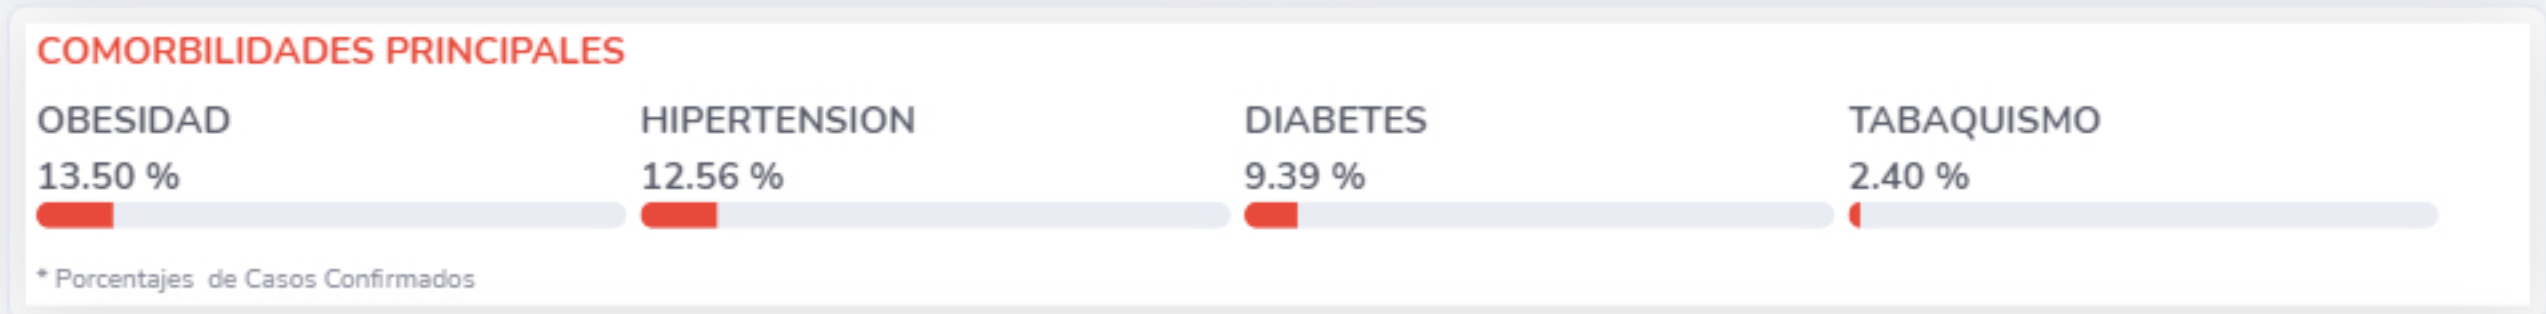 COMORBILIDADES PRINCIPALES
OBESIDAD
13.50 %
HIPERTENSION
12.56 %
DIABETES
9.39 %
TABAQUISMO
2.40 %
* Porcentajes de Casos Confirmados